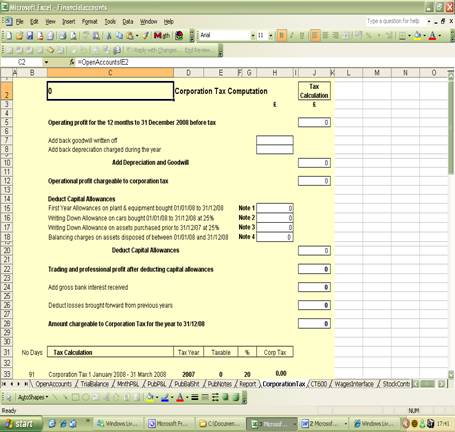 Microsoft Excel - Financialaccounts
File Edit View Insert Format Tools Data Window Help
Type a question for help
Arial
Reply with Changes... End Review...
C2 fx =OpenAccounts!E2
B C D E F G H I J K L M N O
2 0 Corporation Tax Computation Tax Calculation
3 £ £
5 Operating profit for the 12 months to 31 December 2008 before tax 0
7 Add back goodwill written off
8 Add back depreciation charged during the year
10 Add Depreciation and Goodwill 0
12 Operational profit chargeable to corporation tax 0
14 Deduct Capital Allowances
15 First Year Allowances on plant & equipment bought 01/01/08 to 31/12/08 Note 1 0
16 Writing Down Allowance on cars bought 01/01/08 to 31/12/08 at 25% Note 2 0
17 Writing Down Allowance on assets purchased prior to 31/12/07 at 25% Note 3 0
18 Balancing charges on assets disposed of between 01/01/08 and 31/12/08 Note 4 0
20 Deduct Capital Allowances 0
22 Trading and professional profit after deducting capital allowances 0
24 Add gross bank interest received 0
26 Deduct losses brought forward from previous years 0
28 Amount chargeable to Corporation Tax for the year to 31/12/08 0
31 No Days Tax Calculation Tax Year Taxable % Corp Tax
33 91 Corporation Tax 1 January 2008 - 31 March 2008 2007 0 20 0.00
OpenAccounts / TrialBalance / MnthP&L / PubP&L / PubBalSht / PubNotes / Report / CorporationTax / CT600 / WagesInterface / StockContr
AutoShapes
Ready NUM
start Windows Liv... Microsoft Fr... C:\Documen... Microsof... 2 Microsof... Windows Liv... 17:41